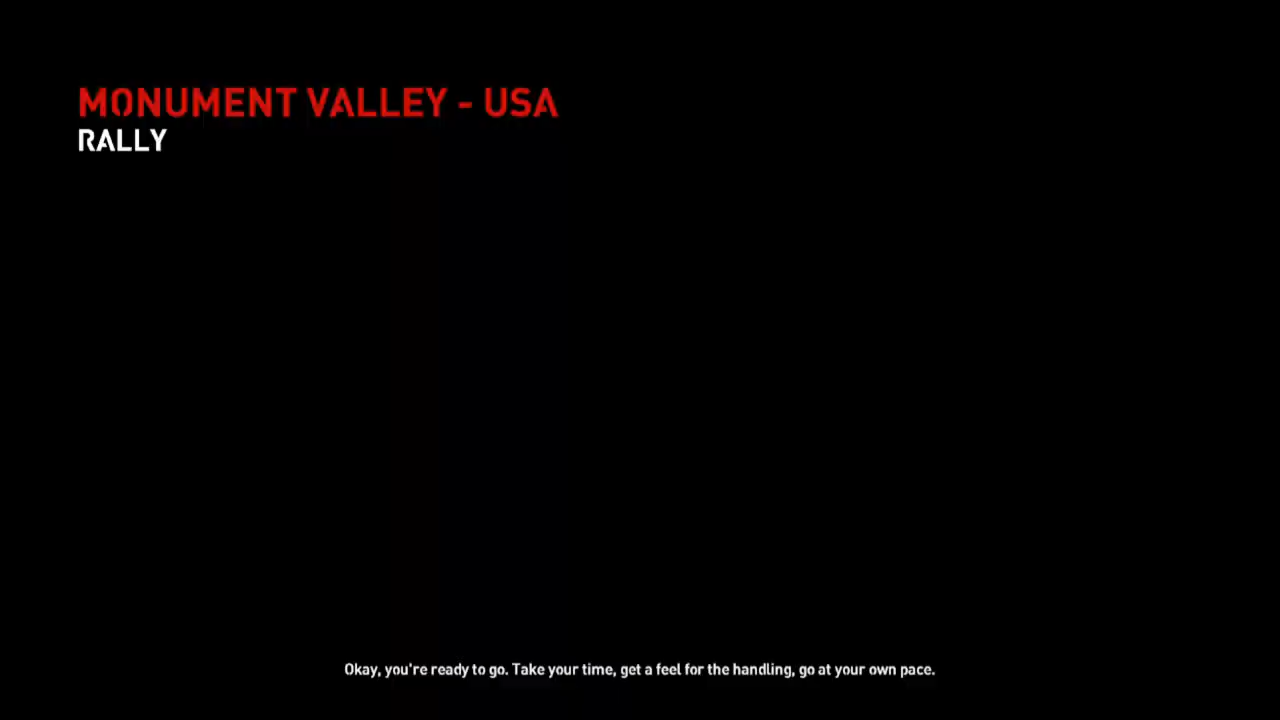 MONUMENT VALLEY - USA
RALLY
Okay, you're ready to go. Take your time, get a feel for the handling, go at your own pace.